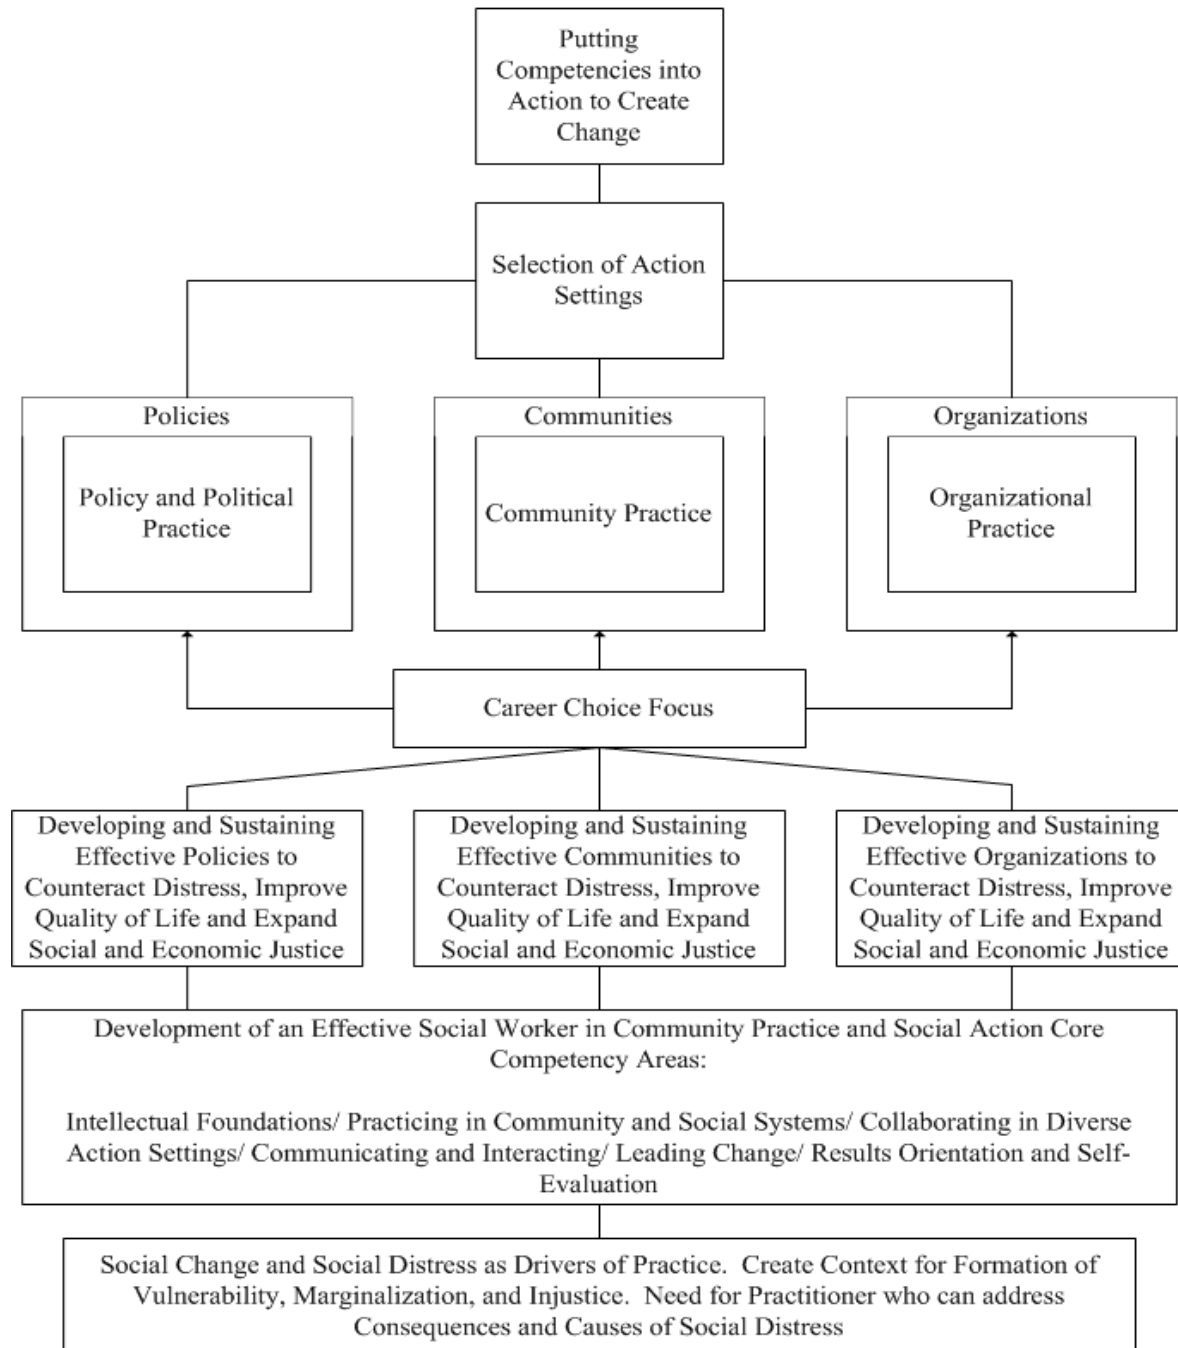 Putting
Competencies into
Action to Create
Change
Selection of Action
Settings
Policies
Policy and Political
Practice
Communities
Community Practice
Organizations
Organizational
Practice
Career Choice Focus
Developing and Sustaining
Effective Policies to
Counteract Distress, Improve
Quality of Life and Expand
Social and Economic Justice
Developing and Sustaining
Effective Communities to
Counteract Distress, Improve
Quality of Life and Expand
Social and Economic Justice
Developing and Sustaining
Effective Organizations to
Counteract Distress, Improve
Quality of Life and Expand
Social and Economic Justice
Development of an Effective Social Worker in Community Practice and Social Action Core
Competency Areas:
Intellectual Foundations/ Practicing in Community and Social Systems/ Collaborating in Diverse
Action Settings/ Communicating and Interacting/ Leading Change/ Results Orientation and Self-
Evaluation
Social Change and Social Distress as Drivers of Practice.  Create Context for Formation of
Vulnerability, Marginalization, and Injustice.  Need for Practitioner who can address
Consequences and Causes of Social Distress